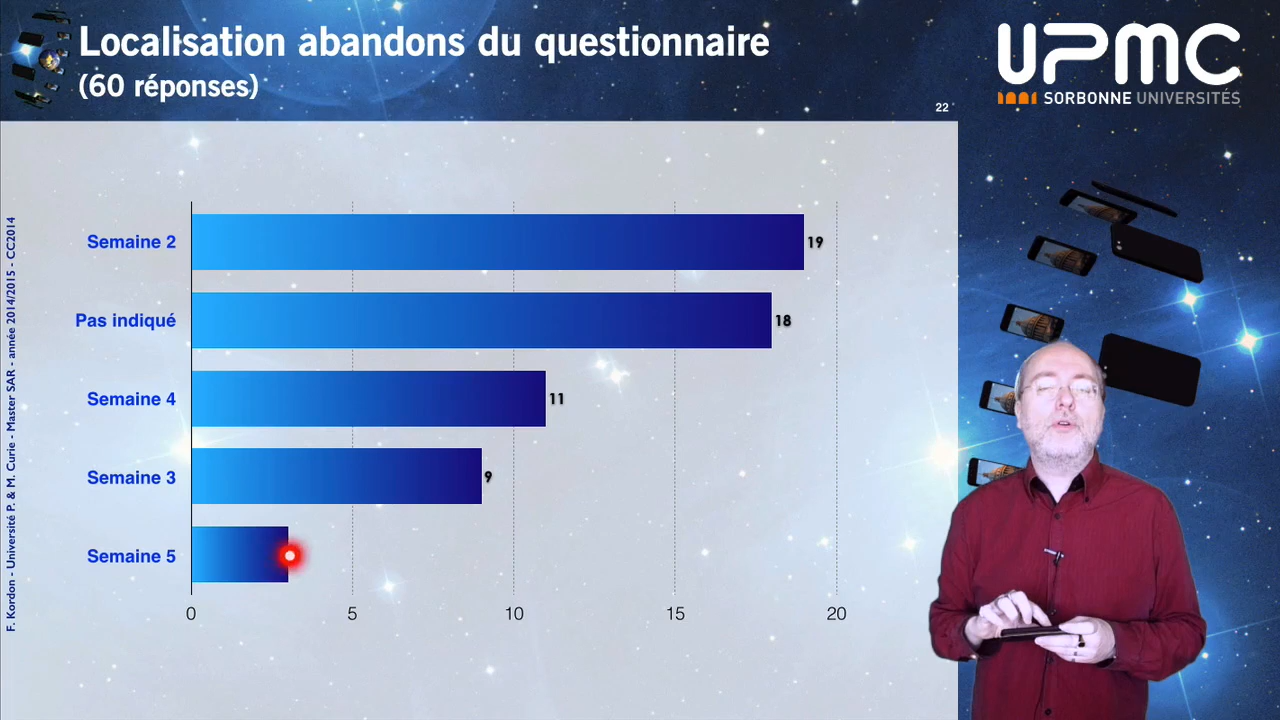 Localisation abandons du questionnaire
(60 réponses)
22
UPMC
SORBONNE UNIVERSITÉS
F. Kordon - Université P. & M. Curie - Master SAR - année 2014/2015 - CC2014
Semaine 2
19
Pas indiqué
18
Semaine 4
11
Semaine 3
9
Semaine 5
0 5 10 15 20